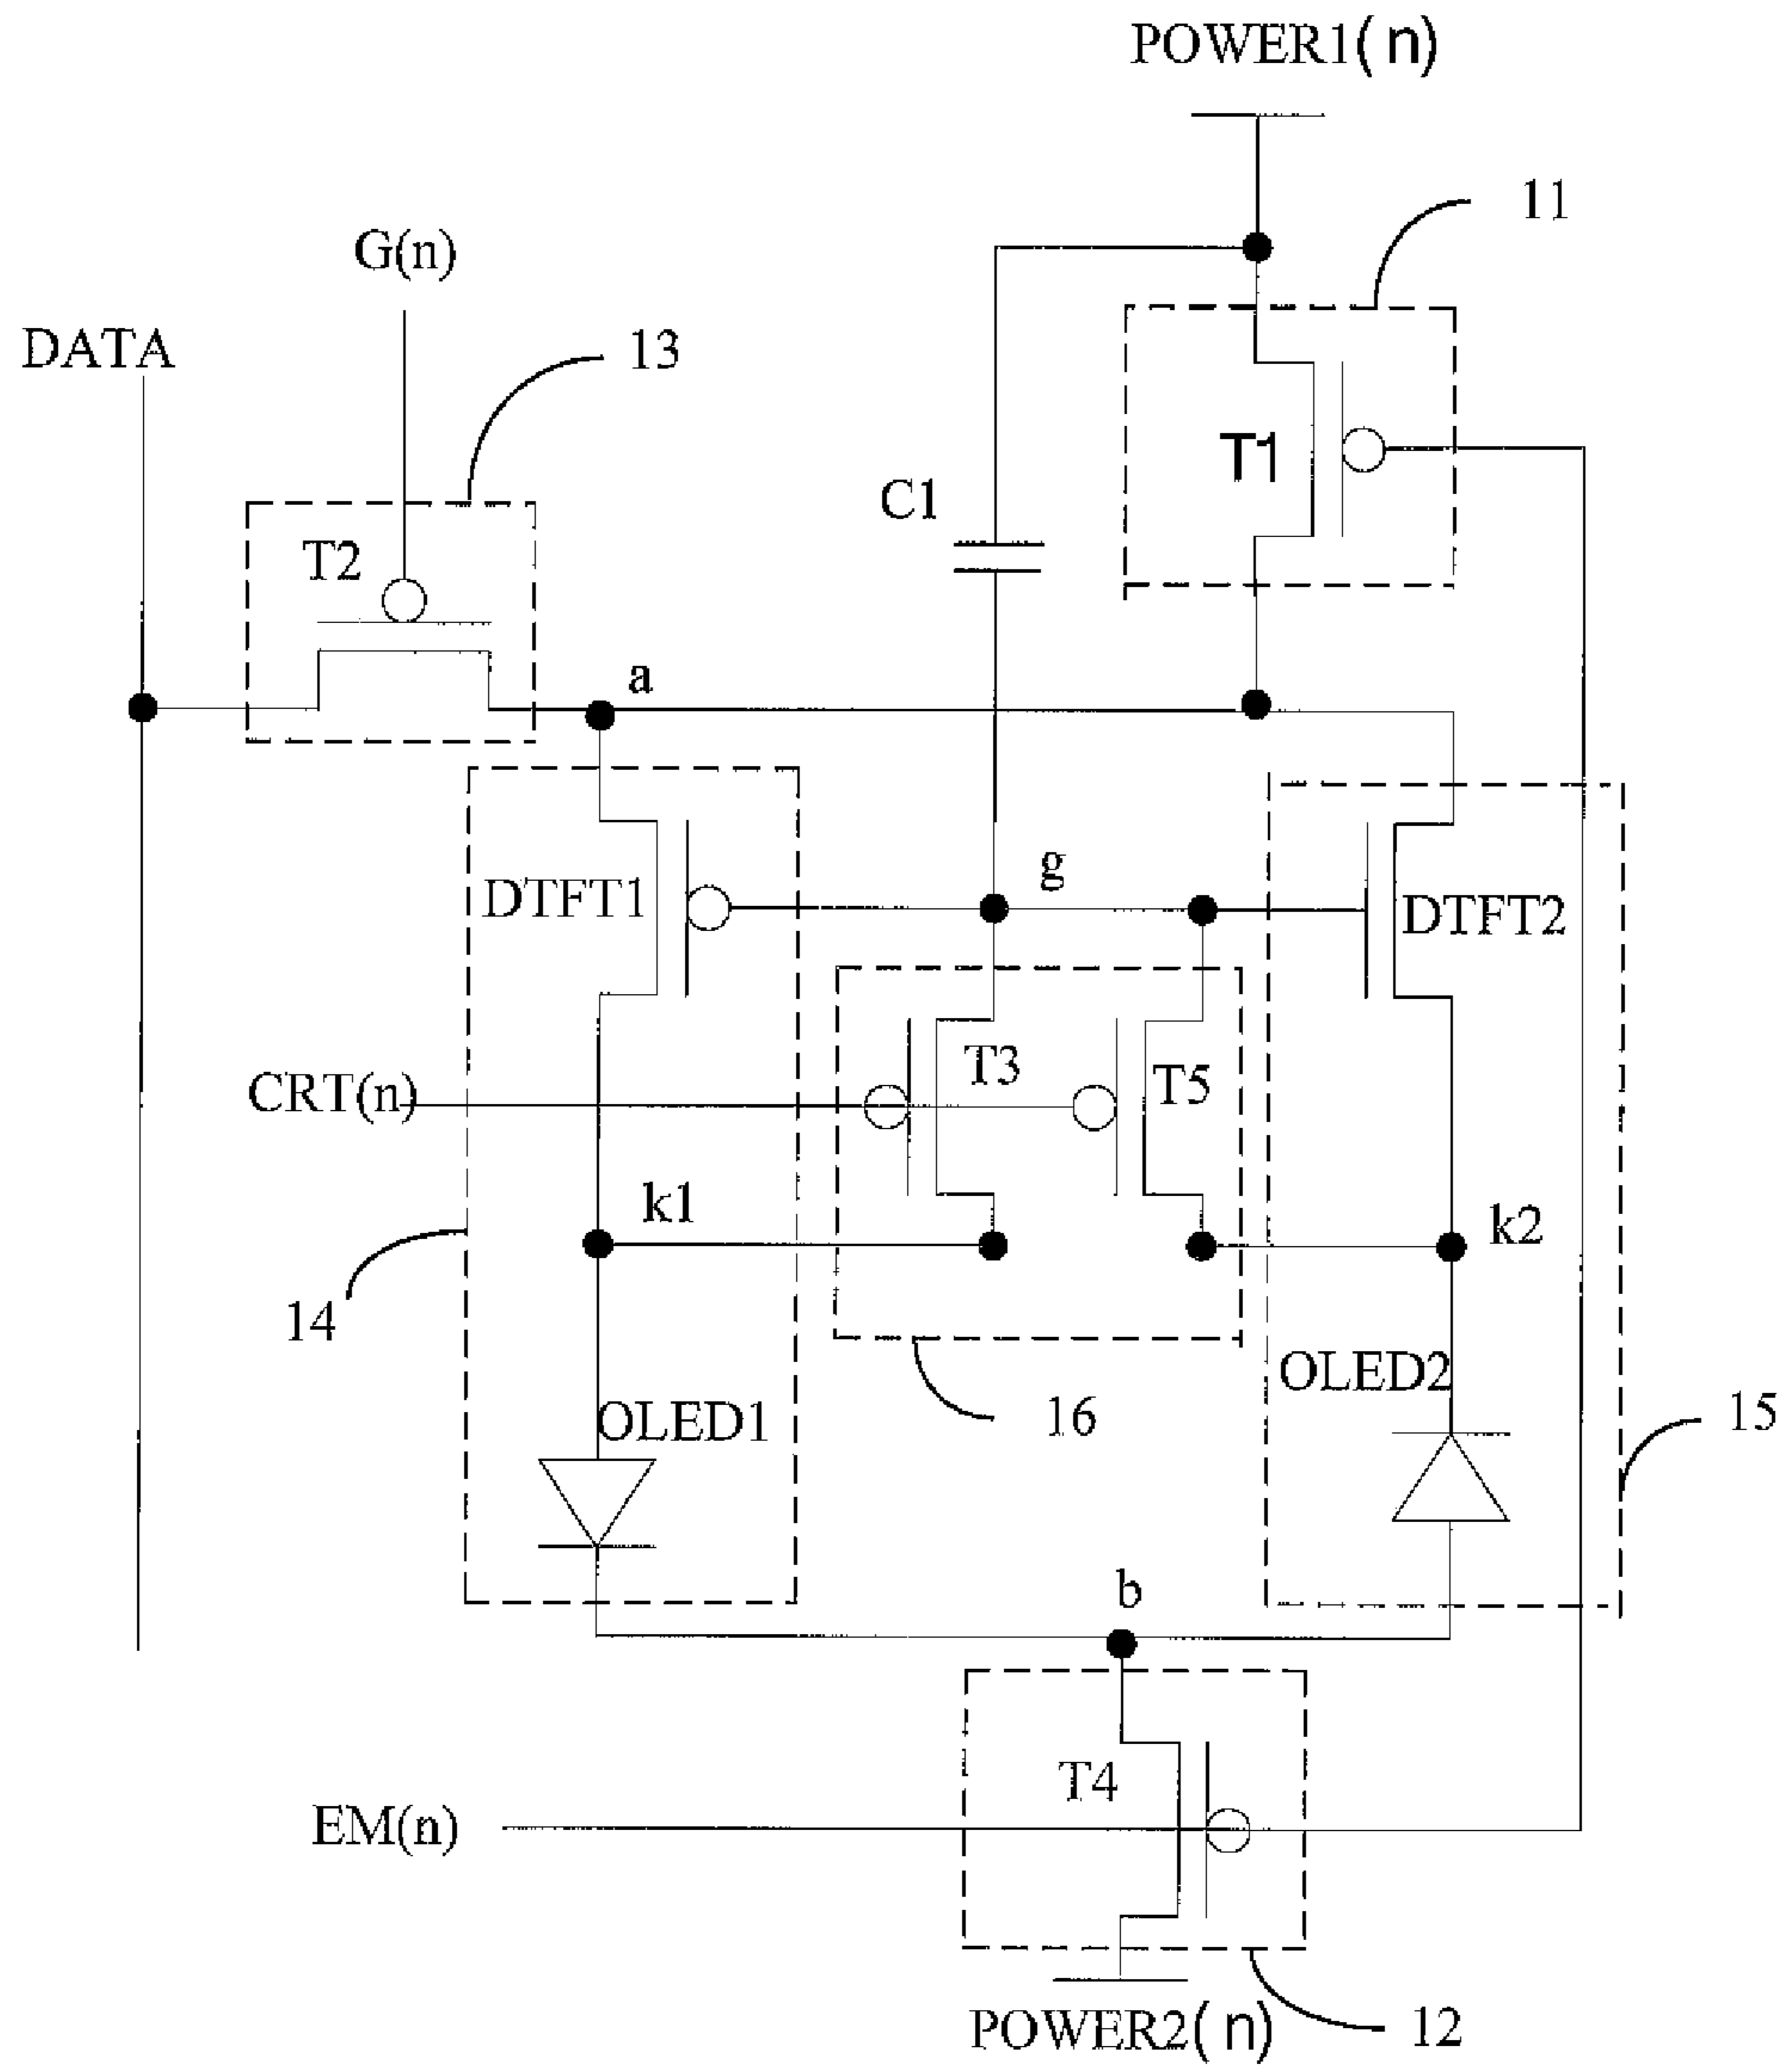 POWER1(n)
11
G(n)
DATA
13
T1
C1
T2
a
g
DTFT1
DTFT2
T3
T5
CRT(n)
k1
k2
14
OLED2
16
OLED1
15
b
T4
EM(n)
POWER2(n)
12